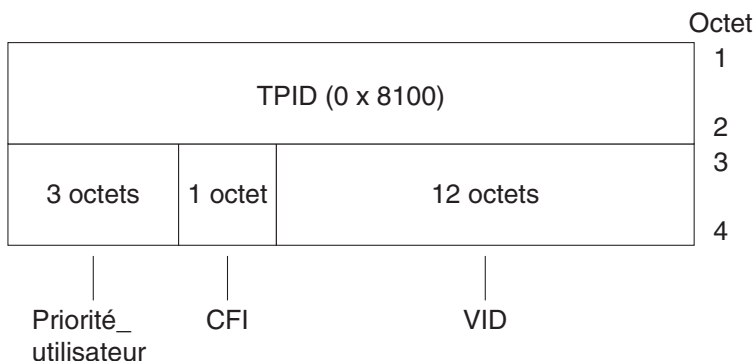 Octet
1
TPID (0 x 8100)
2
3
3 octets
1 octet
12 octets
4
Priorité_
utilisateur
CFI
VID